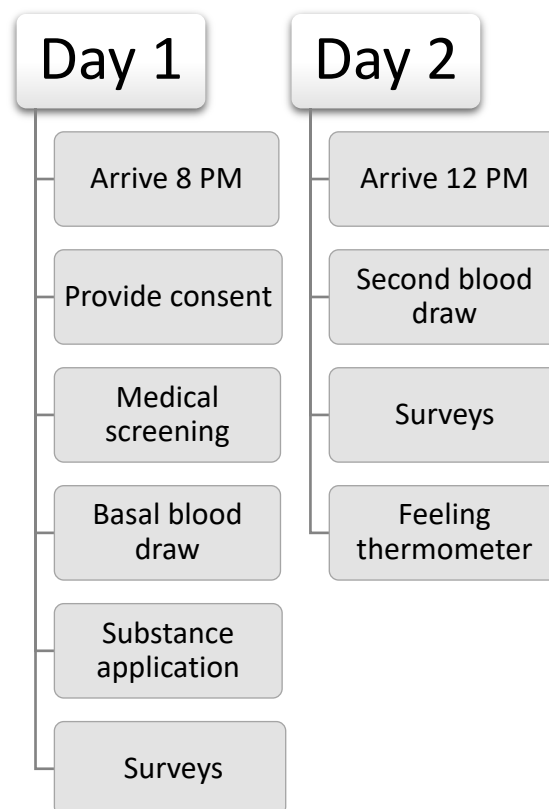 Day 1
Arrive 8 PM
Provide consent
Medical
screening
Basal blood
draw
Substance
application
Surveys
Day 2
Arrive 12 PM
Second blood
draw
Surveys
Feeling
thermometer